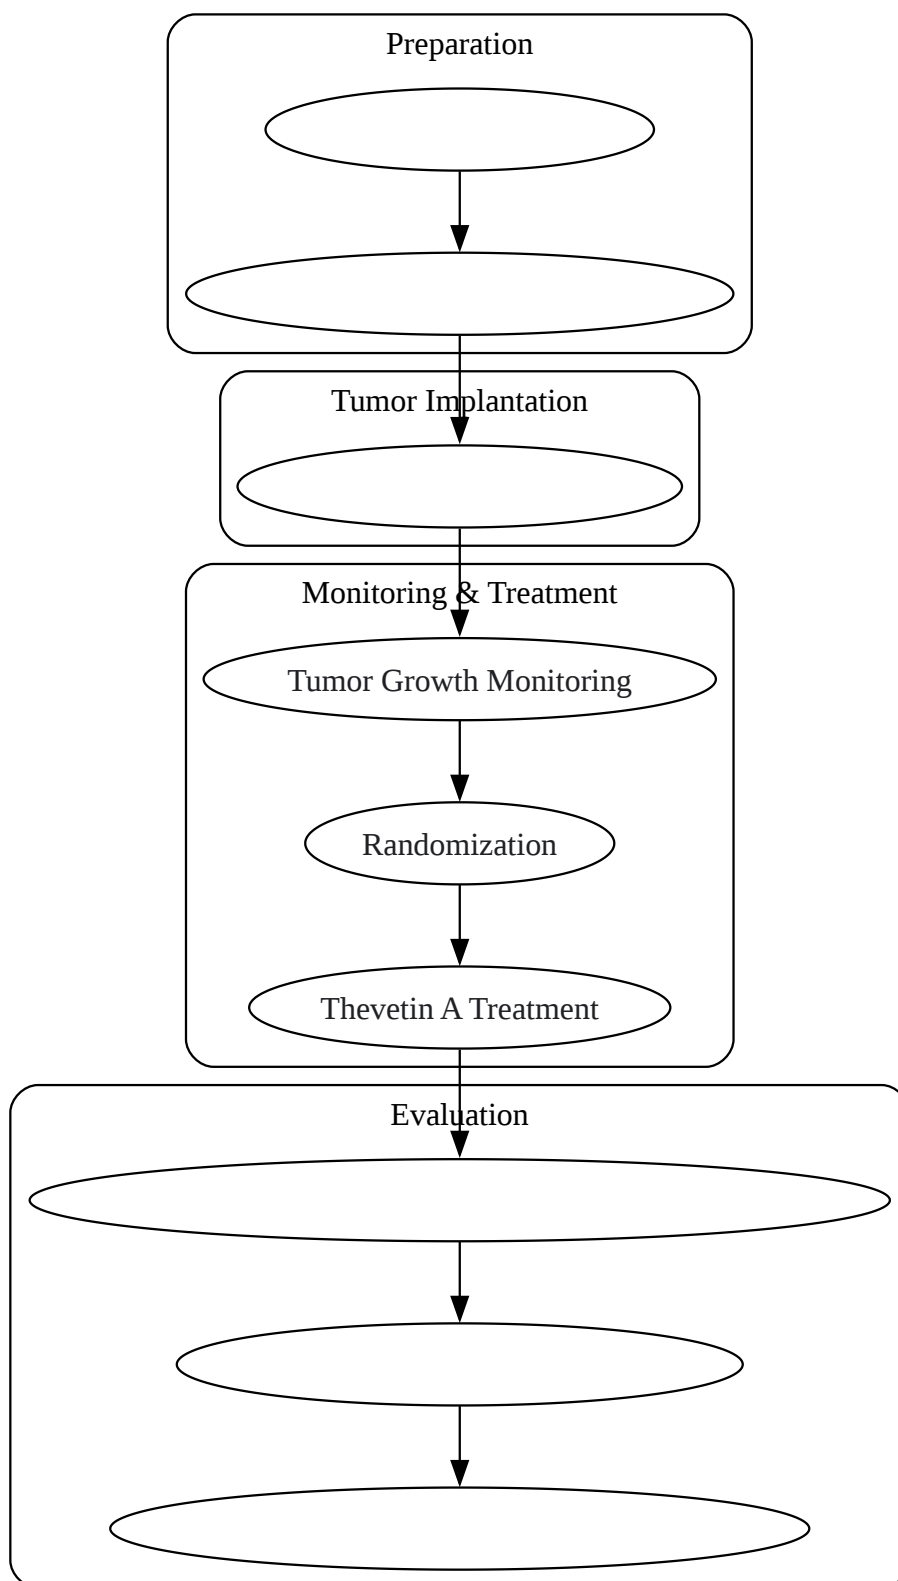 Preparation
Tumor Implantation
Monitoring & Treatment
Tumor Growth Monitoring
Randomization
Thevetin A Treatment
Evaluation